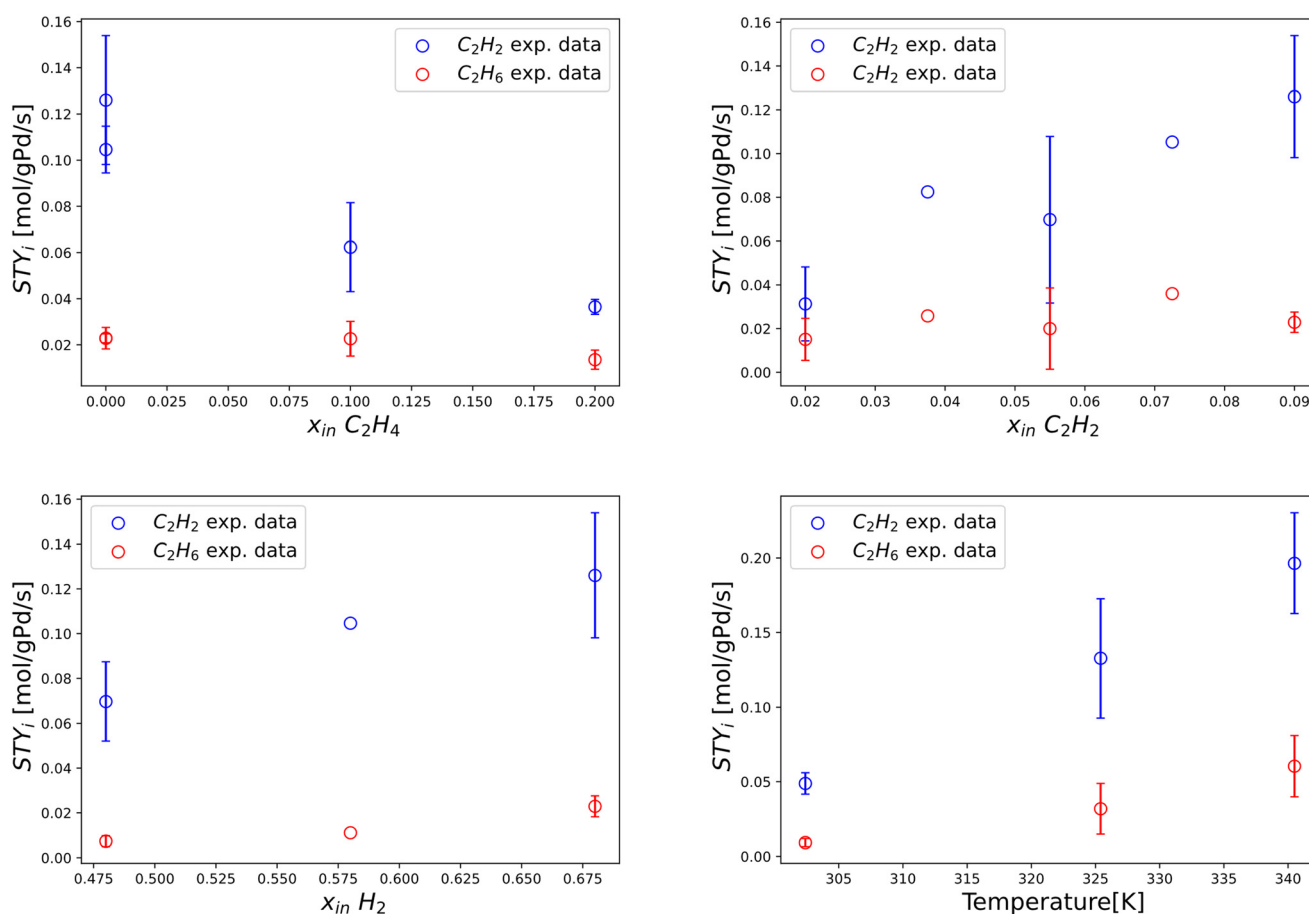 0.16
0.14
0.12
0.10
0.08
0.06
0.04
0.02
STY_i [mol/gPd/s]
C₂H₂ exp. data
C₂H₆ exp. data
0.000 0.025 0.050 0.075 0.100 0.125 0.150 0.175 0.200
x_in C₂H₄
0.16
0.14
0.12
0.10
0.08
0.06
0.04
0.02
0.00
STY_i [mol/gPd/s]
C₂H₂ exp. data
C₂H₂ exp. data
0.02 0.03 0.04 0.05 0.06 0.07 0.08 0.09
x_in C₂H₂
0.16
0.14
0.12
0.10
0.08
0.06
0.04
0.02
0.00
STY_i [mol/gPd/s]
C₂H₂ exp. data
C₂H₆ exp. data
0.475 0.500 0.525 0.550 0.575 0.600 0.625 0.650 0.675
x_in H₂
0.20
0.15
0.10
0.05
0.00
STY_i [mol/gPd/s]
C₂H₂ exp. data
C₂H₆ exp. data
305 310 315 320 325 330 335 340
Temperature[K]